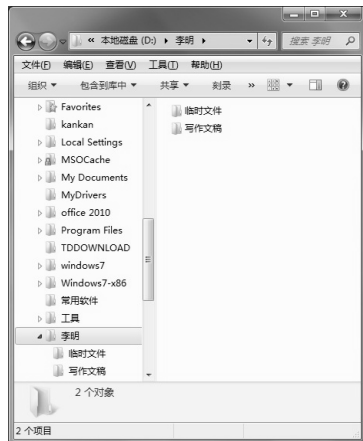 « 本地磁盘 (D:) ▸ 李明 ▸ 搜索 李明
文件(F) 编辑(E) 查看(V) 工具(T) 帮助(H)
组织 ▼ 包含到库中 ▼ 共享 ▼ 刻录 »
Favorites
kankan
Local Settings
MSOCache
My Documents
MyDrivers
office 2010
Program Files
TDDOWNLOAD
windows7
Windows7-x86
常用软件
工具
李明
临时文件
写作文稿
临时文件
写作文稿
2 个对象
2 个项目